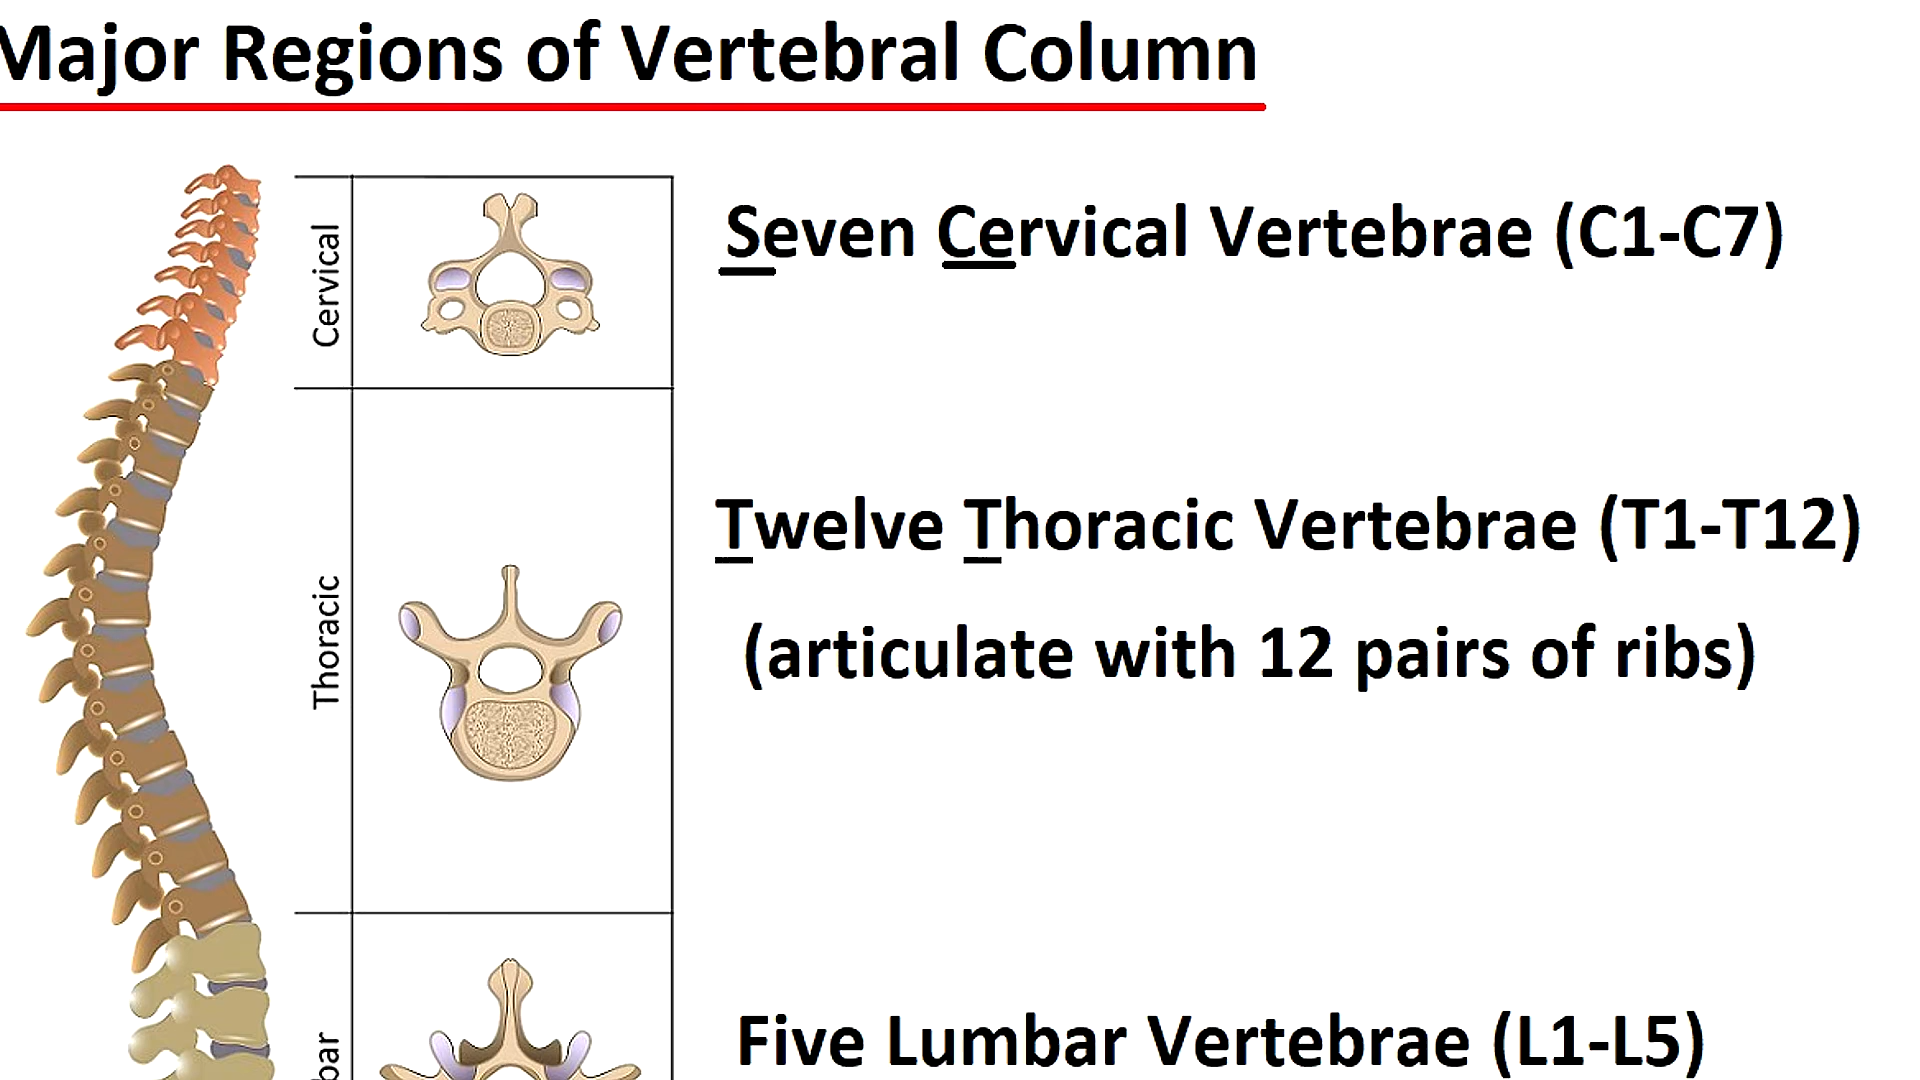 Major Regions of Vertebral Column
Cervical
Seven Cervical Vertebrae (C1-C7)
Thoracic
Twelve Thoracic Vertebrae (T1-T12)
(articulate with 12 pairs of ribs)
bar
Five Lumbar Vertebrae (L1-L5)